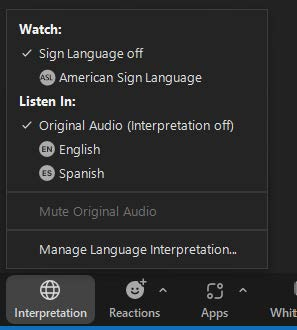 Watch:
Sign Language off
ASL American Sign Language
Listen In:
Original Audio (Interpretation off)
EN English
ES Spanish
Mute Original Audio
Manage Language Interpretation...
Interpretation Reactions Apps Whit